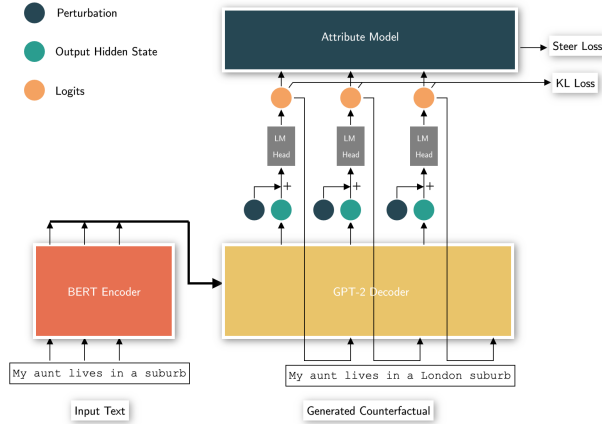 Perturbation
Output Hidden State
Logits
Attribute Model
Steer Loss
KL Loss
LM
Head
LM
Head
LM
Head
+
+
+
BERT Encoder
GPT-2 Decoder
My aunt lives in a suburb
My aunt lives in a London suburb
Input Text
Generated Counterfactual